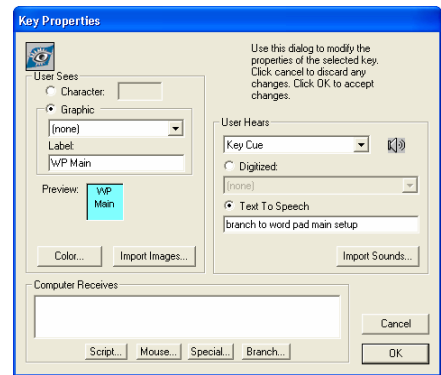 Key Properties
Use this dialog to modify the
properties of the selected key.
Click cancel to discard any
changes. Click OK to accept
changes.
User Sees
Character:
Graphic
(none)
Label:
WP Main
Preview:
WP
Main
Color...
Import Images...
User Hears
Key Cue
Digitized:
(none)
Text To Speech
branch to word pad main setup
Import Sounds...
Computer Receives
Script...
Mouse...
Special...
Branch...
Cancel
OK